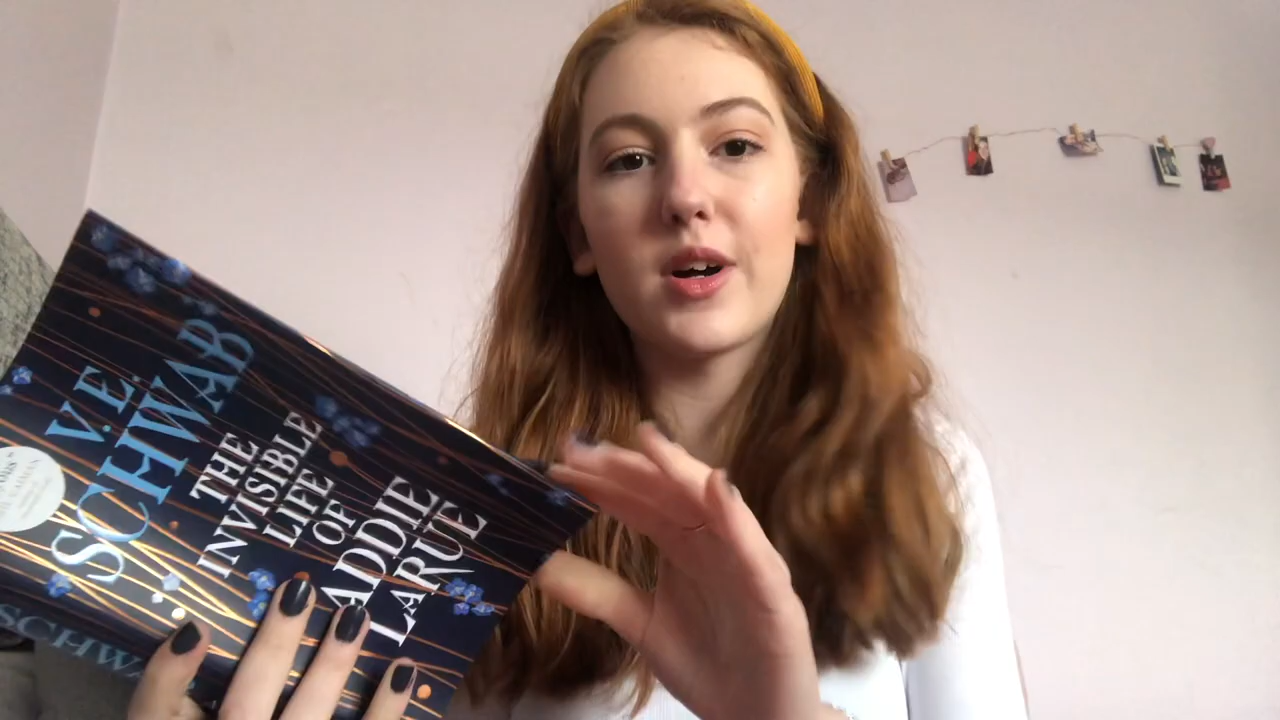 V.E.
SCHWAB
THE
INVISIBLE
LIFE
OF
ADDIE
LARUE
SCHWA